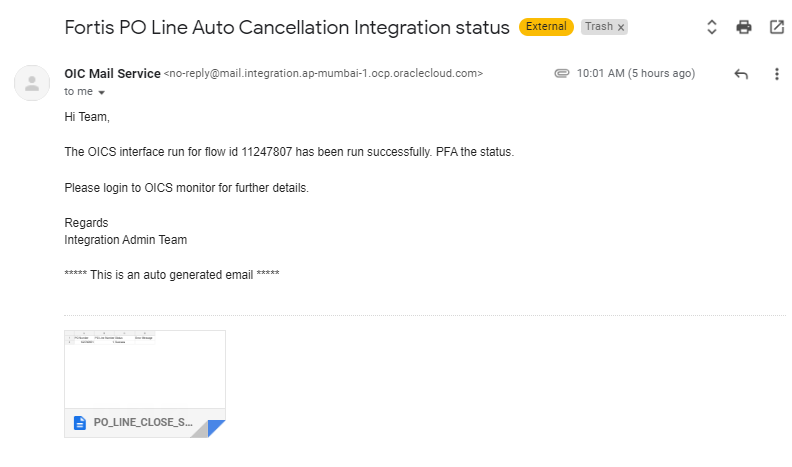 Fortis PO Line Auto Cancellation Integration status External Trash x
OIC Mail Service <no-reply@mail.integration.ap-mumbai-1.ocp.oraclecloud.com> 10:01 AM (5 hours ago)
to me
Hi Team,
The OICS interface run for flow id 11247807 has been run successfully. PFA the status.
Please login to OICS monitor for further details.
Regards
Integration Admin Team
***** This is an auto generated email *****
PO_LINE_CLOSE_S...